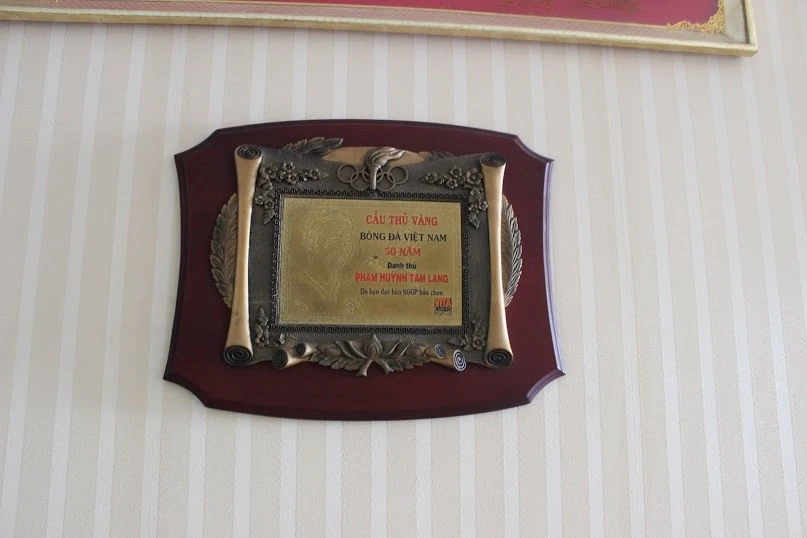 CẦU THỦ VÀNG
BÓNG ĐÁ VIỆT NAM
50 NĂM
Danh thủ
PHẠM HUỲNH TAM LANG
Do bạn đọc báo SGGP bầu chọn
VITA